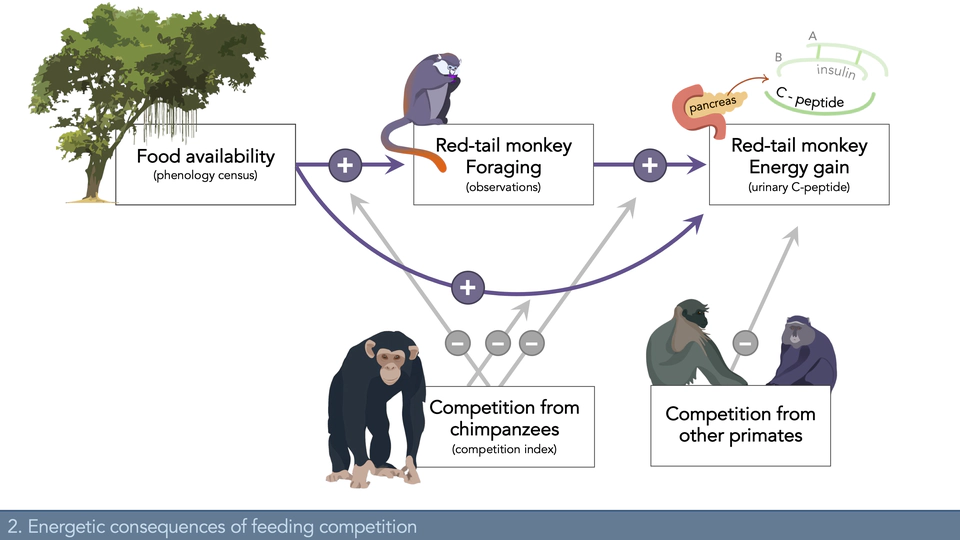 A
B
insulin
C - peptide
pancreas
Food availability
(phenology census)
+
Red-tail monkey
Foraging
(observations)
+
Red-tail monkey
Energy gain
(urinary C-peptide)
+
−
−
−
−
Competition from
chimpanzees
(competition index)
Competition from
other primates
2. Energetic consequences of feeding competition